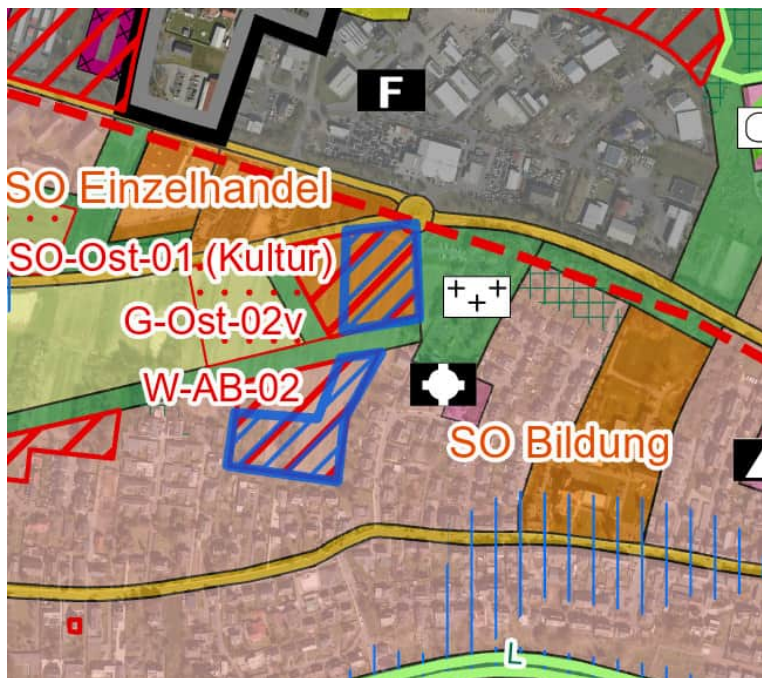 F
SO Einzelhandel
SO-Ost-01 (Kultur)
G-Ost-02v
W-AB-02
SO Bildung
L